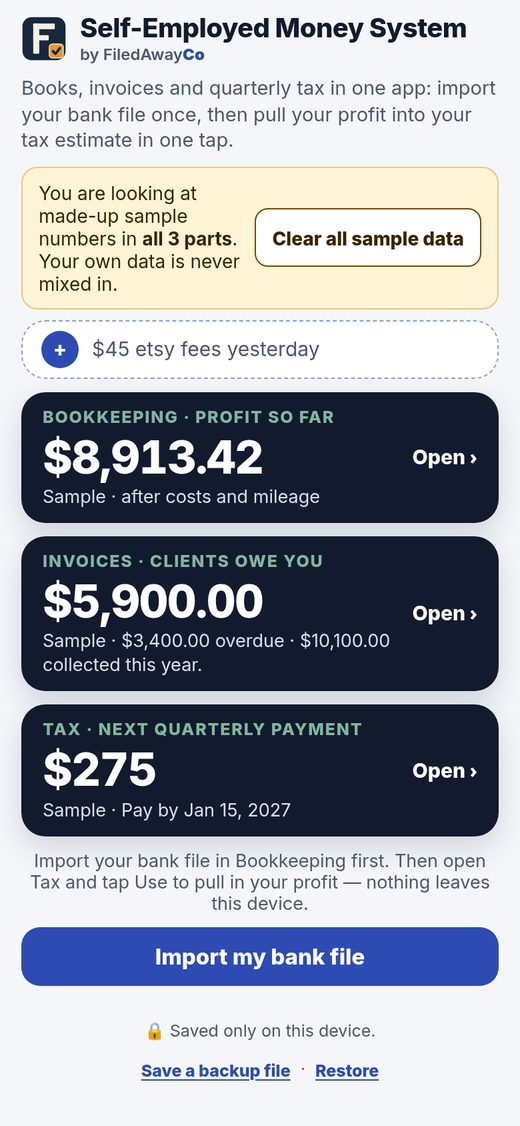 Self-Employed Money System
by FiledAwayCo
Books, invoices and quarterly tax in one app: import
your bank file once, then pull your profit into your
tax estimate in one tap.
You are looking at
made-up sample
numbers in all 3 parts.
Your own data is never
mixed in.
Clear all sample data
+ $45 etsy fees yesterday
BOOKKEEPING · PROFIT SO FAR
$8,913.42
Open ›
Sample · after costs and mileage
INVOICES · CLIENTS OWE YOU
$5,900.00
Open ›
Sample · $3,400.00 overdue · $10,100.00
collected this year.
TAX · NEXT QUARTERLY PAYMENT
$275
Open ›
Sample · Pay by Jan 15, 2027
Import your bank file in Bookkeeping first. Then open
Tax and tap Use to pull in your profit — nothing leaves
this device.
Import my bank file
🔒 Saved only on this device.
Save a backup file · Restore